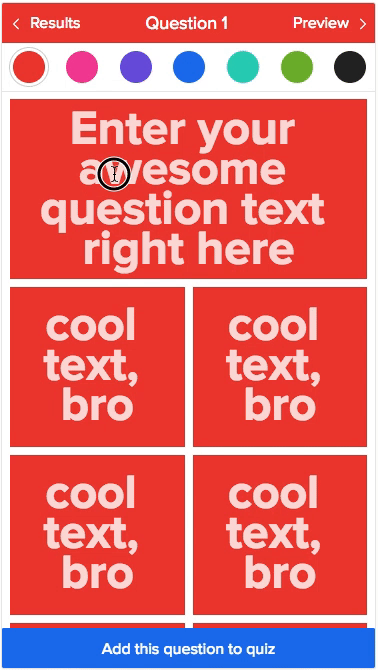 Results
Question 1
Preview
Enter your
awesome
question text
right here
cool
text,
bro
cool
text,
bro
cool
text,
bro
cool
text,
bro
Add this question to quiz